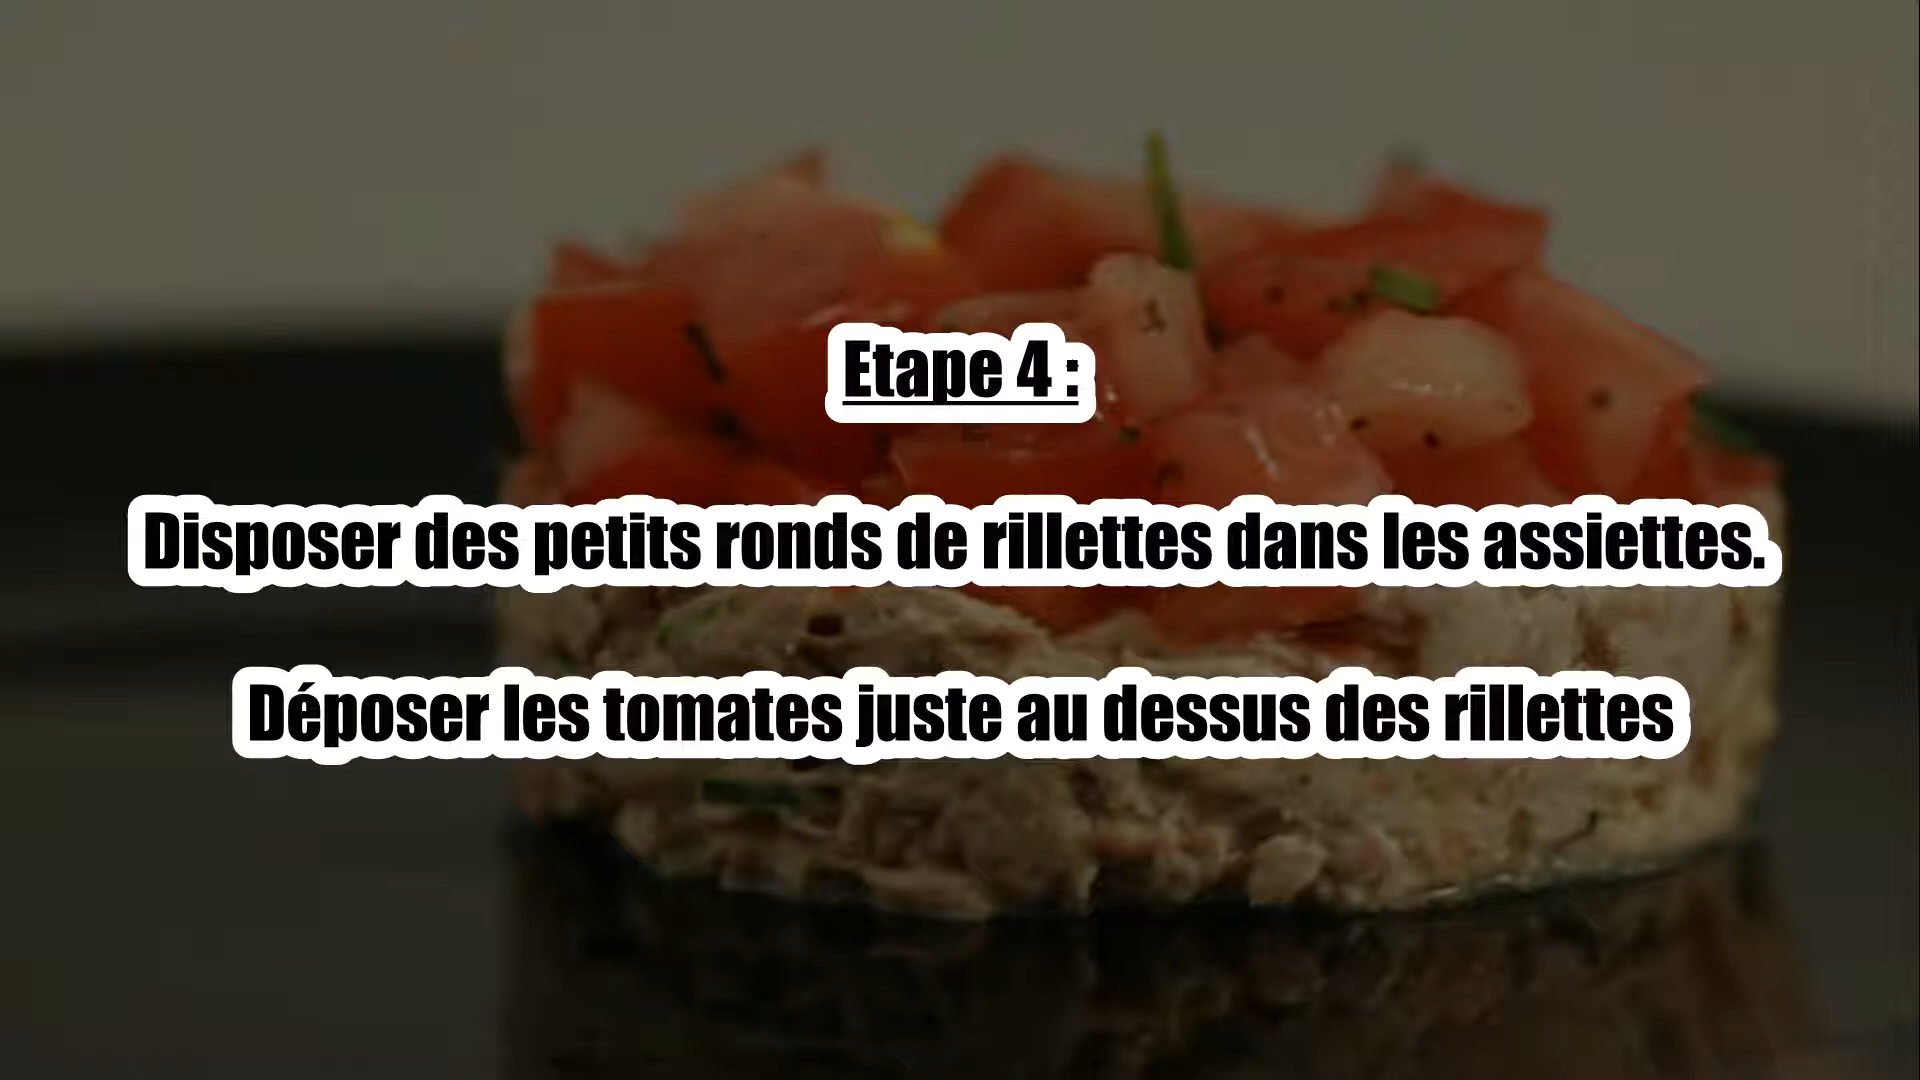 Etape 4 :
Disposer des petits ronds de rillettes dans les assiettes.
Déposer les tomates juste au dessus des rillettes